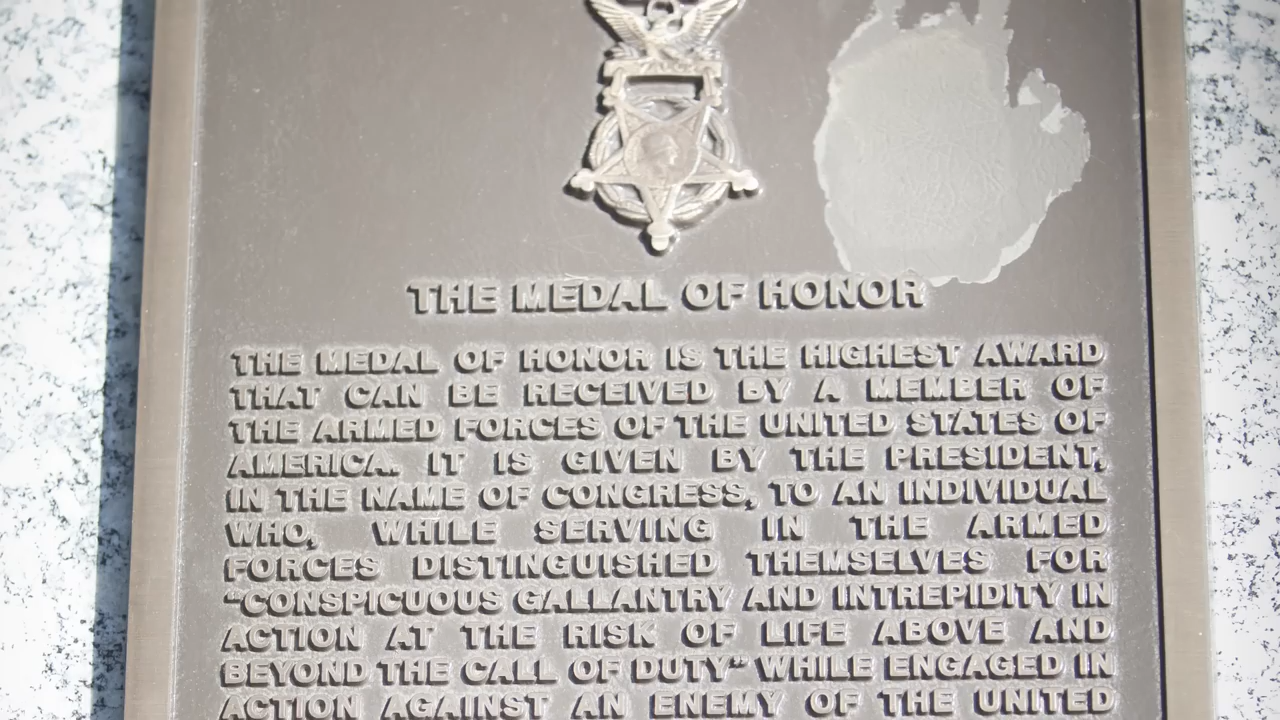 THE MEDAL OF HONOR
THE MEDAL OF HONOR IS THE HIGHEST AWARD
THAT CAN BE RECEIVED BY A MEMBER OF
THE ARMED FORCES OF THE UNITED STATES OF
AMERICA. IT IS GIVEN BY THE PRESIDENT,
IN THE NAME OF CONGRESS, TO AN INDIVIDUAL
WHO, WHILE SERVING IN THE ARMED
FORCES DISTINGUISHED THEMSELVES FOR
"CONSPICUOUS GALLANTRY AND INTREPIDITY IN
ACTION AT THE RISK OF LIFE ABOVE AND
BEYOND THE CALL OF DUTY" WHILE ENGAGED IN
ACTION AGAINST AN ENEMY OF THE UNITED